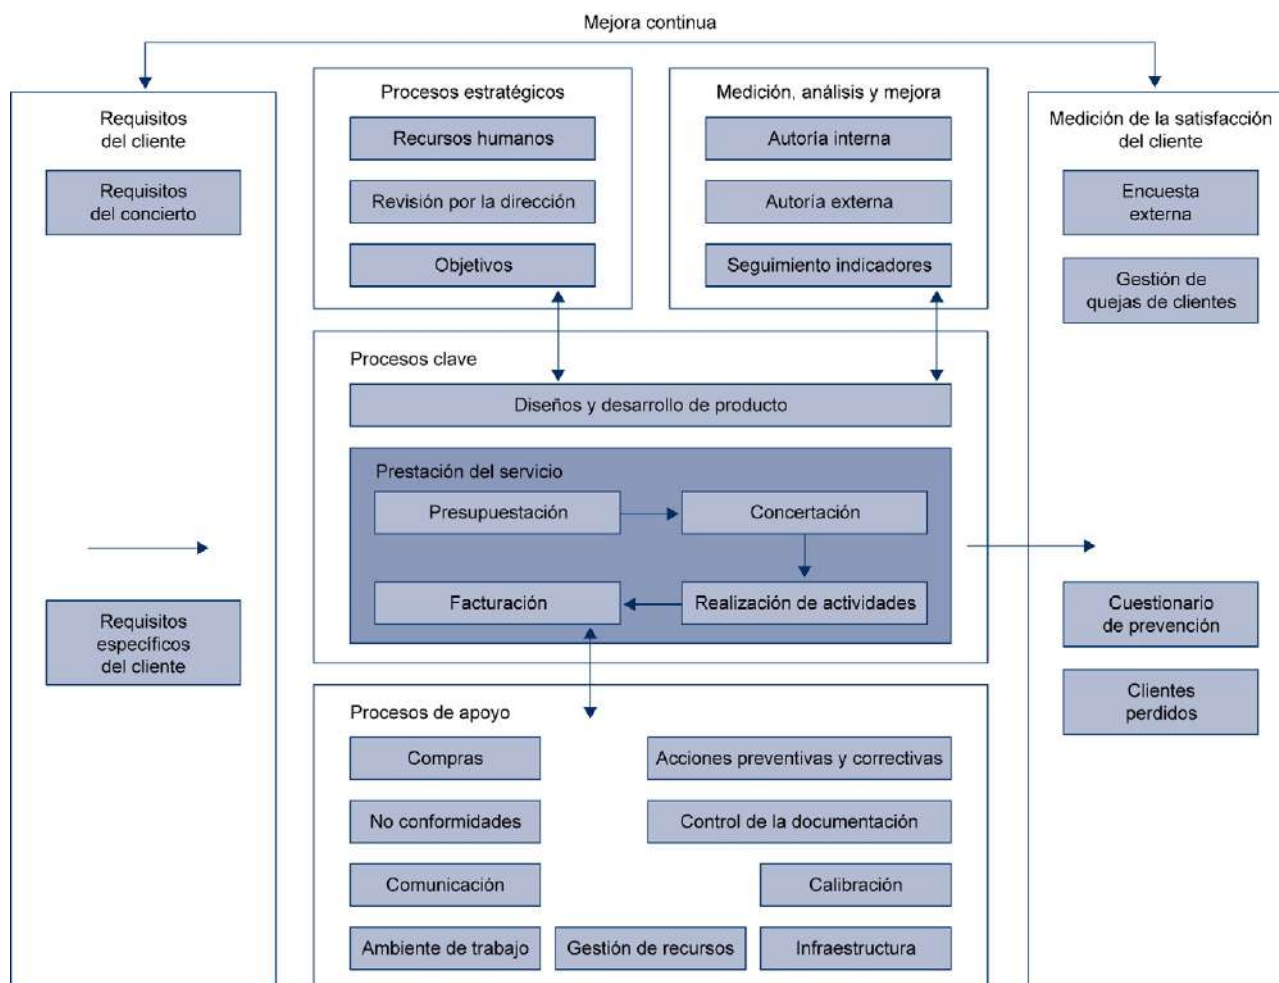 Mejora continua
Requisitos
del cliente
Requisitos
del concierto
Requisitos
específicos
del cliente
Procesos estratégicos
Recursos humanos
Revisión por la dirección
Objetivos
Medición, análisis y mejora
Autoría interna
Autoría externa
Seguimiento indicadores
Procesos clave
Diseños y desarrollo de producto
Prestación del servicio
Presupuestación
Concertación
Facturación
Realización de actividades
Procesos de apoyo
Compras
Acciones preventivas y correctivas
No conformidades
Control de la documentación
Comunicación
Calibración
Ambiente de trabajo
Gestión de recursos
Infraestructura
Medición de la satisfacción
del cliente
Encuesta
externa
Gestión de
quejas de clientes
Cuestionario
de prevención
Clientes
perdidos